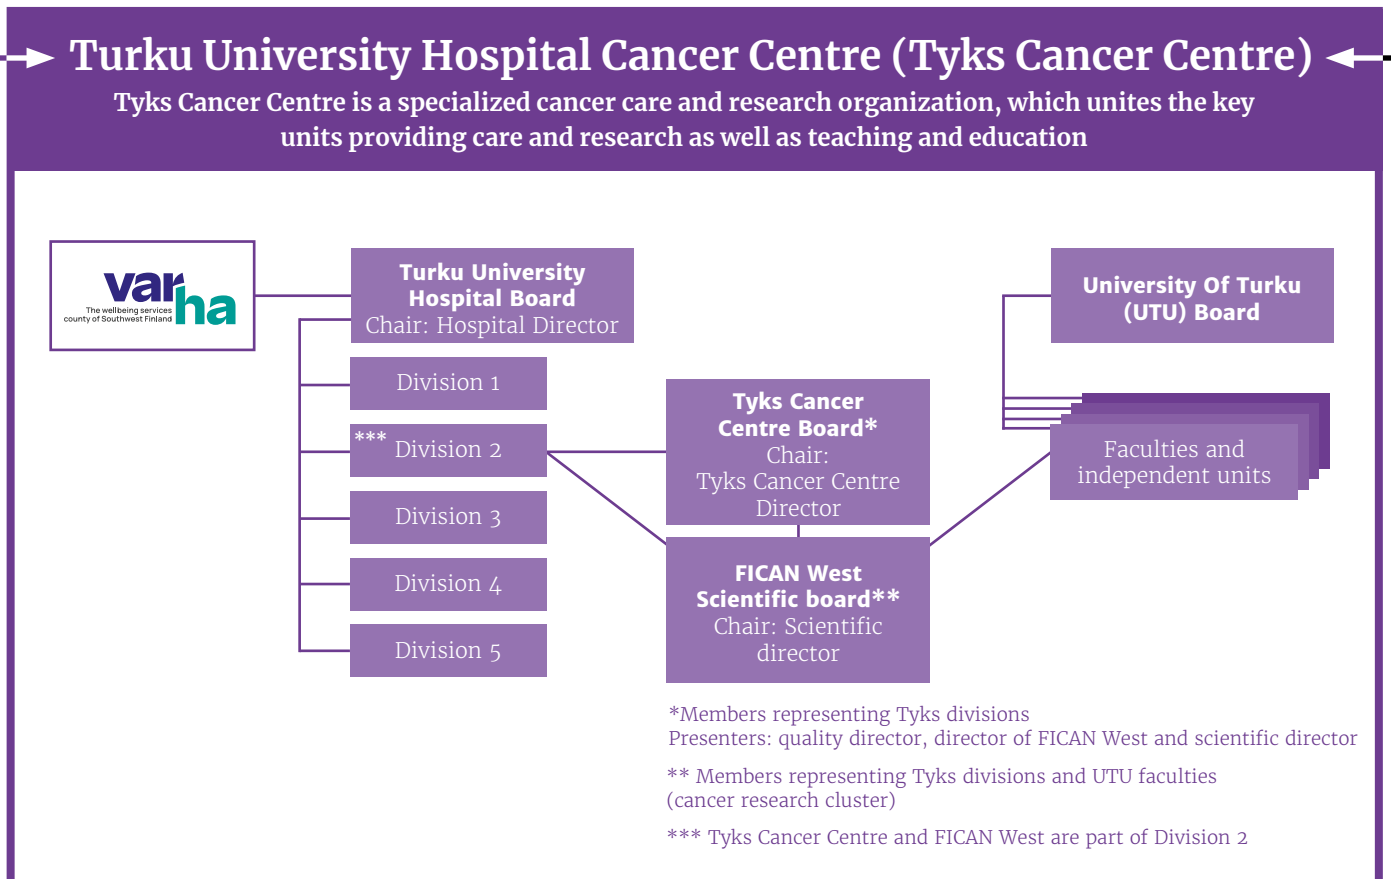 Turku University Hospital Cancer Centre (Tyks Cancer Centre)
Tyks Cancer Centre is a specialized cancer care and research organization, which unites the key
units providing care and research as well as teaching and education
varha
The wellbeing services
county of Southwest Finland
Turku University
Hospital Board
Chair: Hospital Director
Division 1
*** Division 2
Division 3
Division 4
Division 5
Tyks Cancer
Centre Board*
Chair:
Tyks Cancer Centre
Director
FICAN West
Scientific board**
Chair: Scientific
director
University Of Turku
(UTU) Board
Faculties and
independent units
*Members representing Tyks divisions
Presenters: quality director, director of FICAN West and scientific director
** Members representing Tyks divisions and UTU faculties
(cancer research cluster)
*** Tyks Cancer Centre and FICAN West are part of Division 2